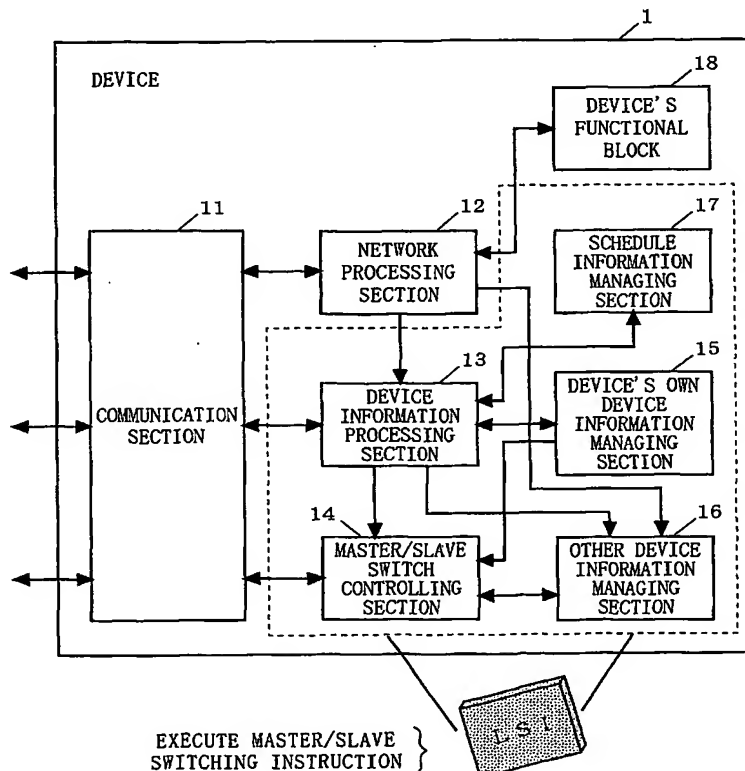 1
DEVICE
18
DEVICE'S
FUNCTIONAL
BLOCK
11
COMMUNICATION
SECTION
12
NETWORK
PROCESSING
SECTION
17
SCHEDULE
INFORMATION
MANAGING
SECTION
13
DEVICE
INFORMATION
PROCESSING
SECTION
15
DEVICE'S OWN
DEVICE
INFORMATION
MANAGING
SECTION
14
MASTER/SLAVE
SWITCH
CONTROLLING
SECTION
16
OTHER DEVICE
INFORMATION
MANAGING
SECTION
LSI
EXECUTE MASTER/SLAVE
SWITCHING INSTRUCTION